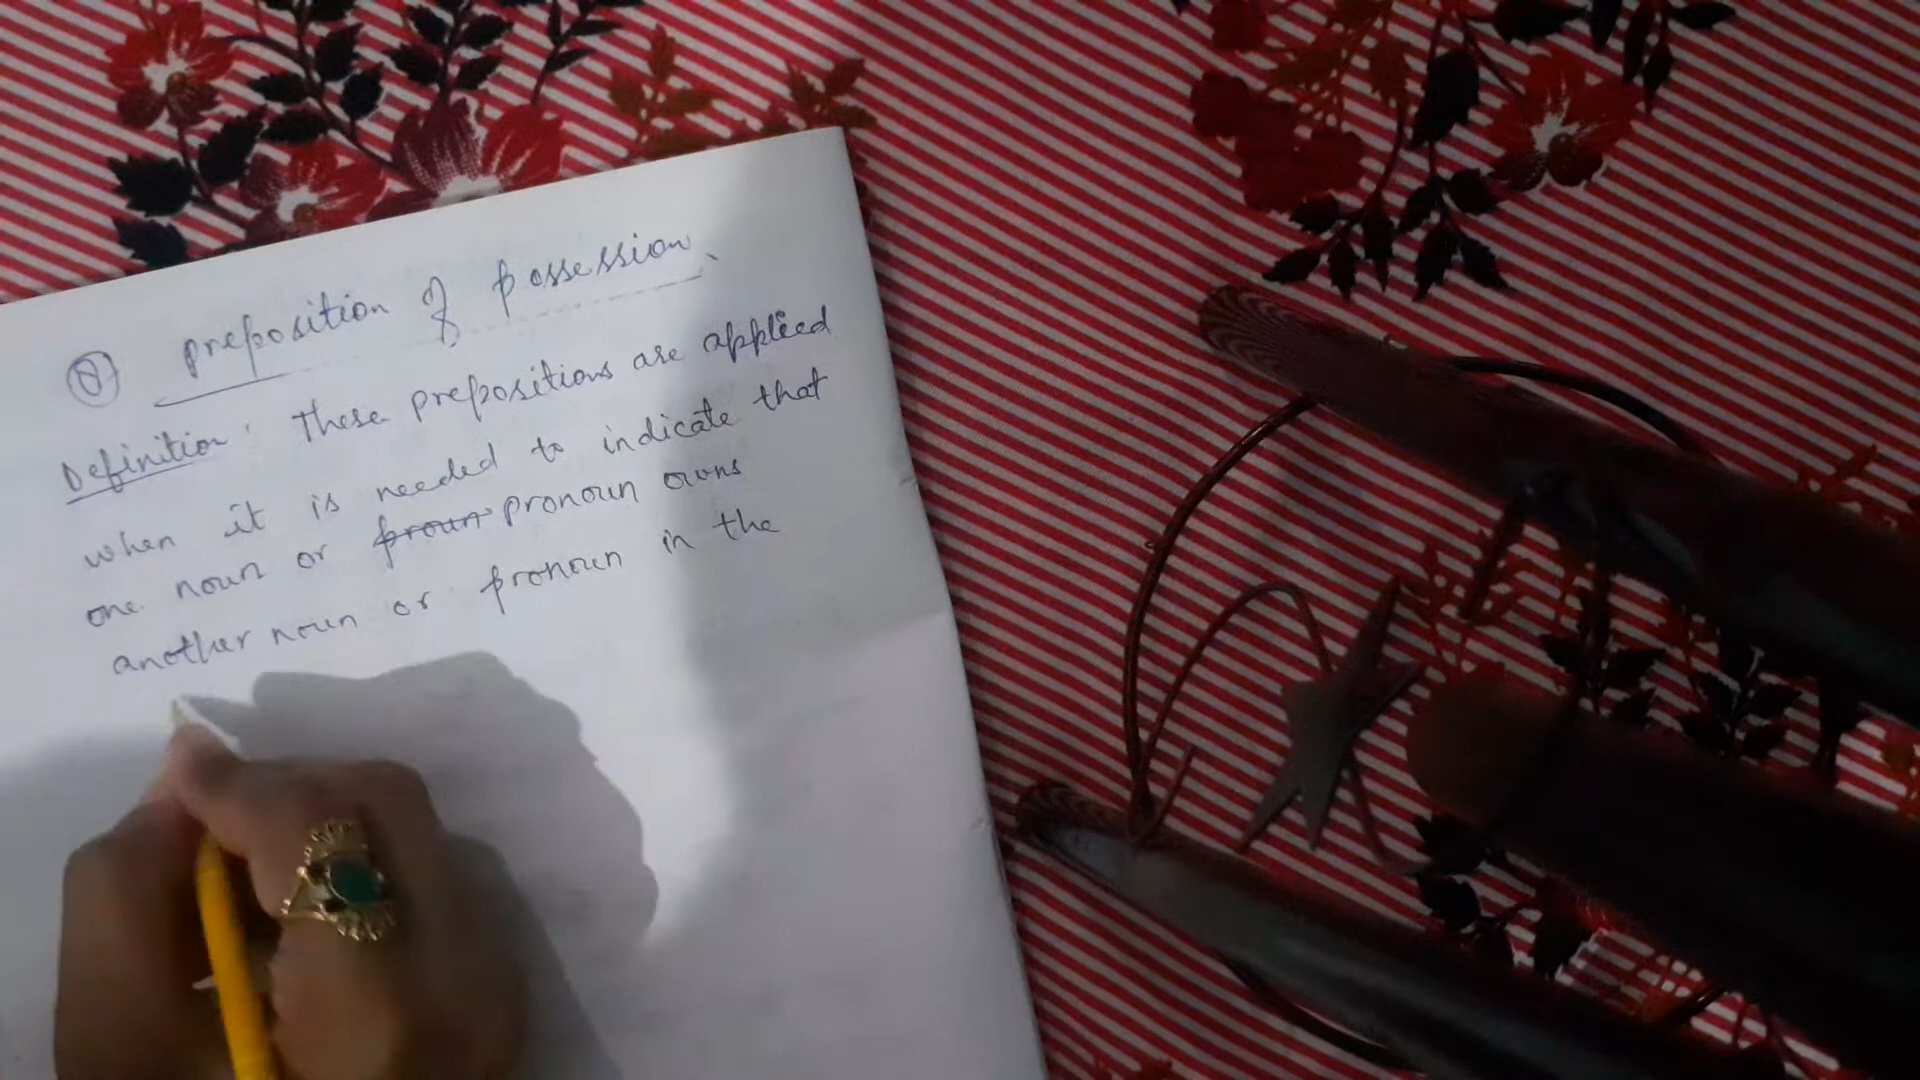 ⑧ preposition of possession.
Definition: These prepositions are applied
when it is needed to indicate that
one noun or proun pronoun owns
another noun or pronoun in the